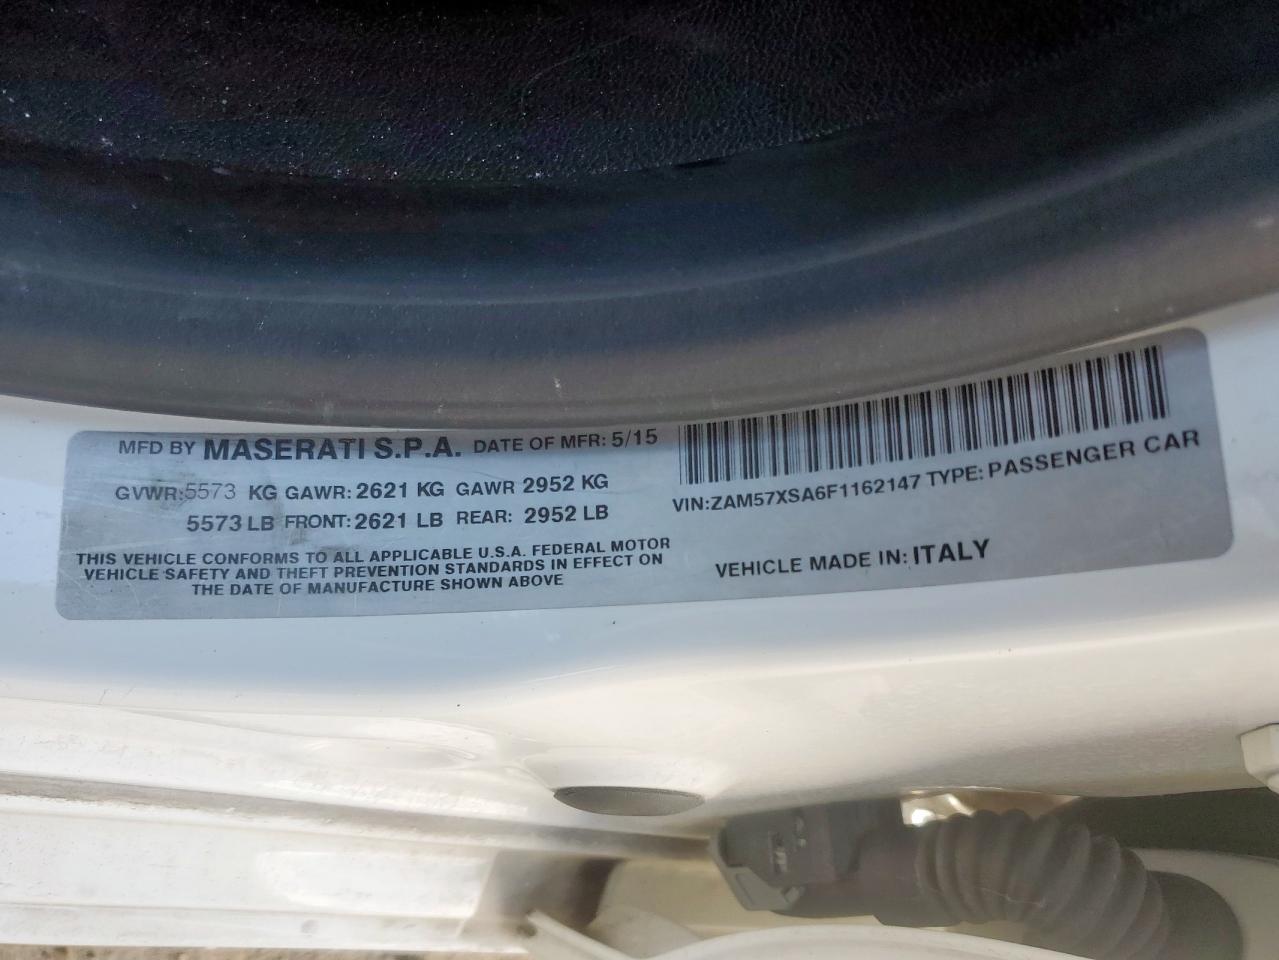 MFD BY MASERATI S.P.A. DATE OF MFR: 5/15
GVWR:5573 KG GAWR: 2621 KG GAWR 2952 KG
5573 LB FRONT: 2621 LB REAR: 2952 LB
THIS VEHICLE CONFORMS TO ALL APPLICABLE U.S.A. FEDERAL MOTOR
VEHICLE SAFETY AND THEFT PREVENTION STANDARDS IN EFFECT ON
THE DATE OF MANUFACTURE SHOWN ABOVE
VIN:ZAM57XSA6F1162147 TYPE: PASSENGER CAR
VEHICLE MADE IN: ITALY